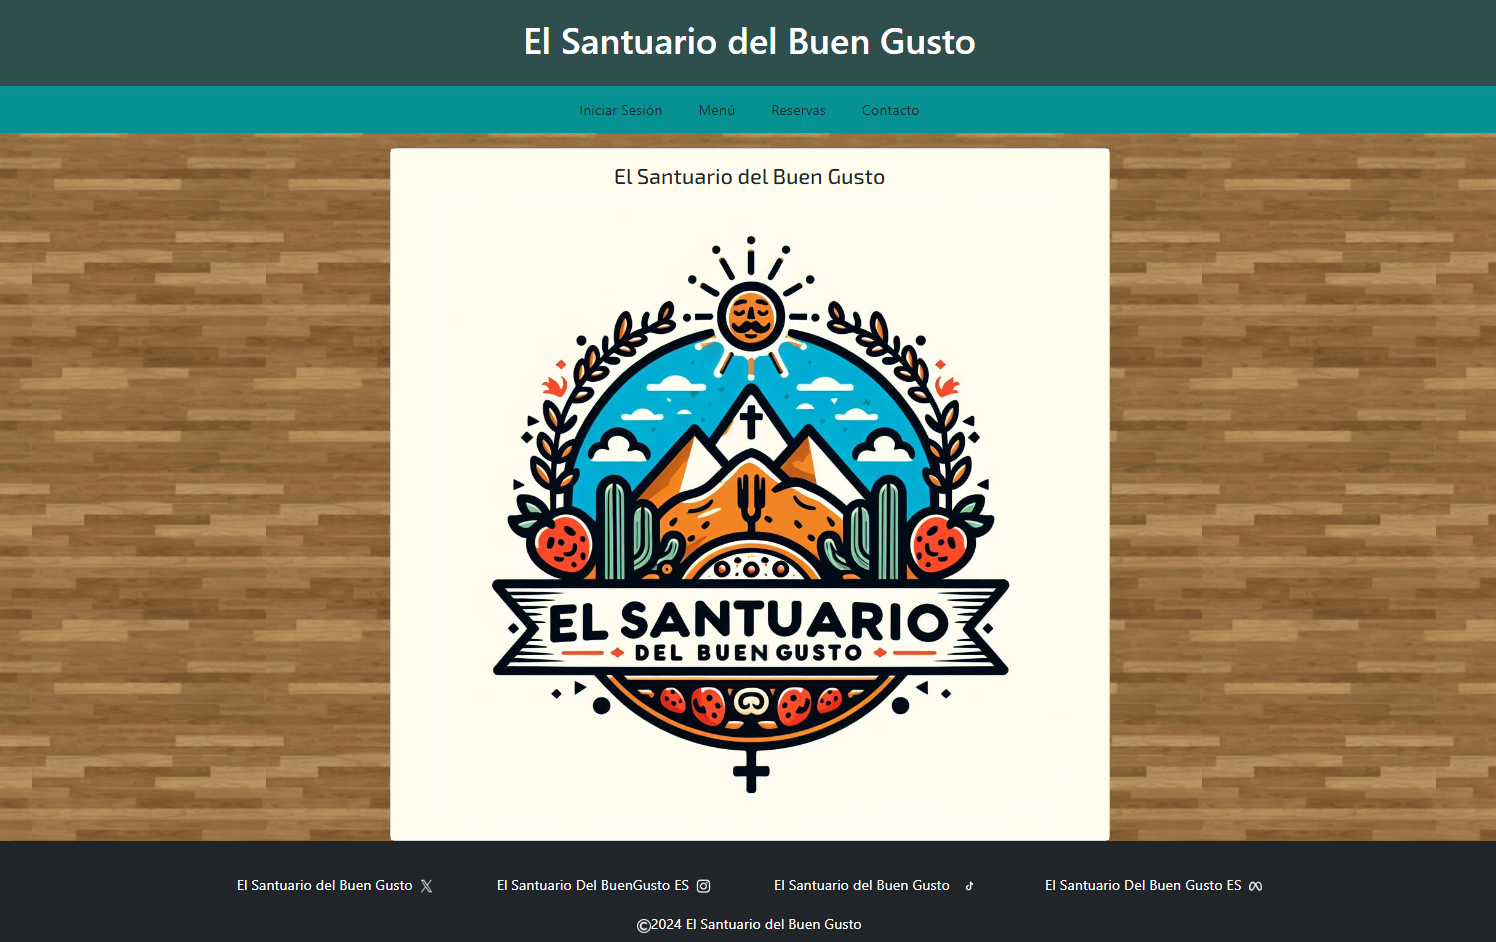 El Santuario del Buen Gusto
Iniciar Sesión Menú Reservas Contacto
El Santuario del Buen Gusto
EL SANTUARIO
DEL BUEN GUSTO
El Santuario del Buen Gusto El Santuario Del BuenGusto ES El Santuario del Buen Gusto El Santuario Del Buen Gusto ES
©2024 El Santuario del Buen Gusto